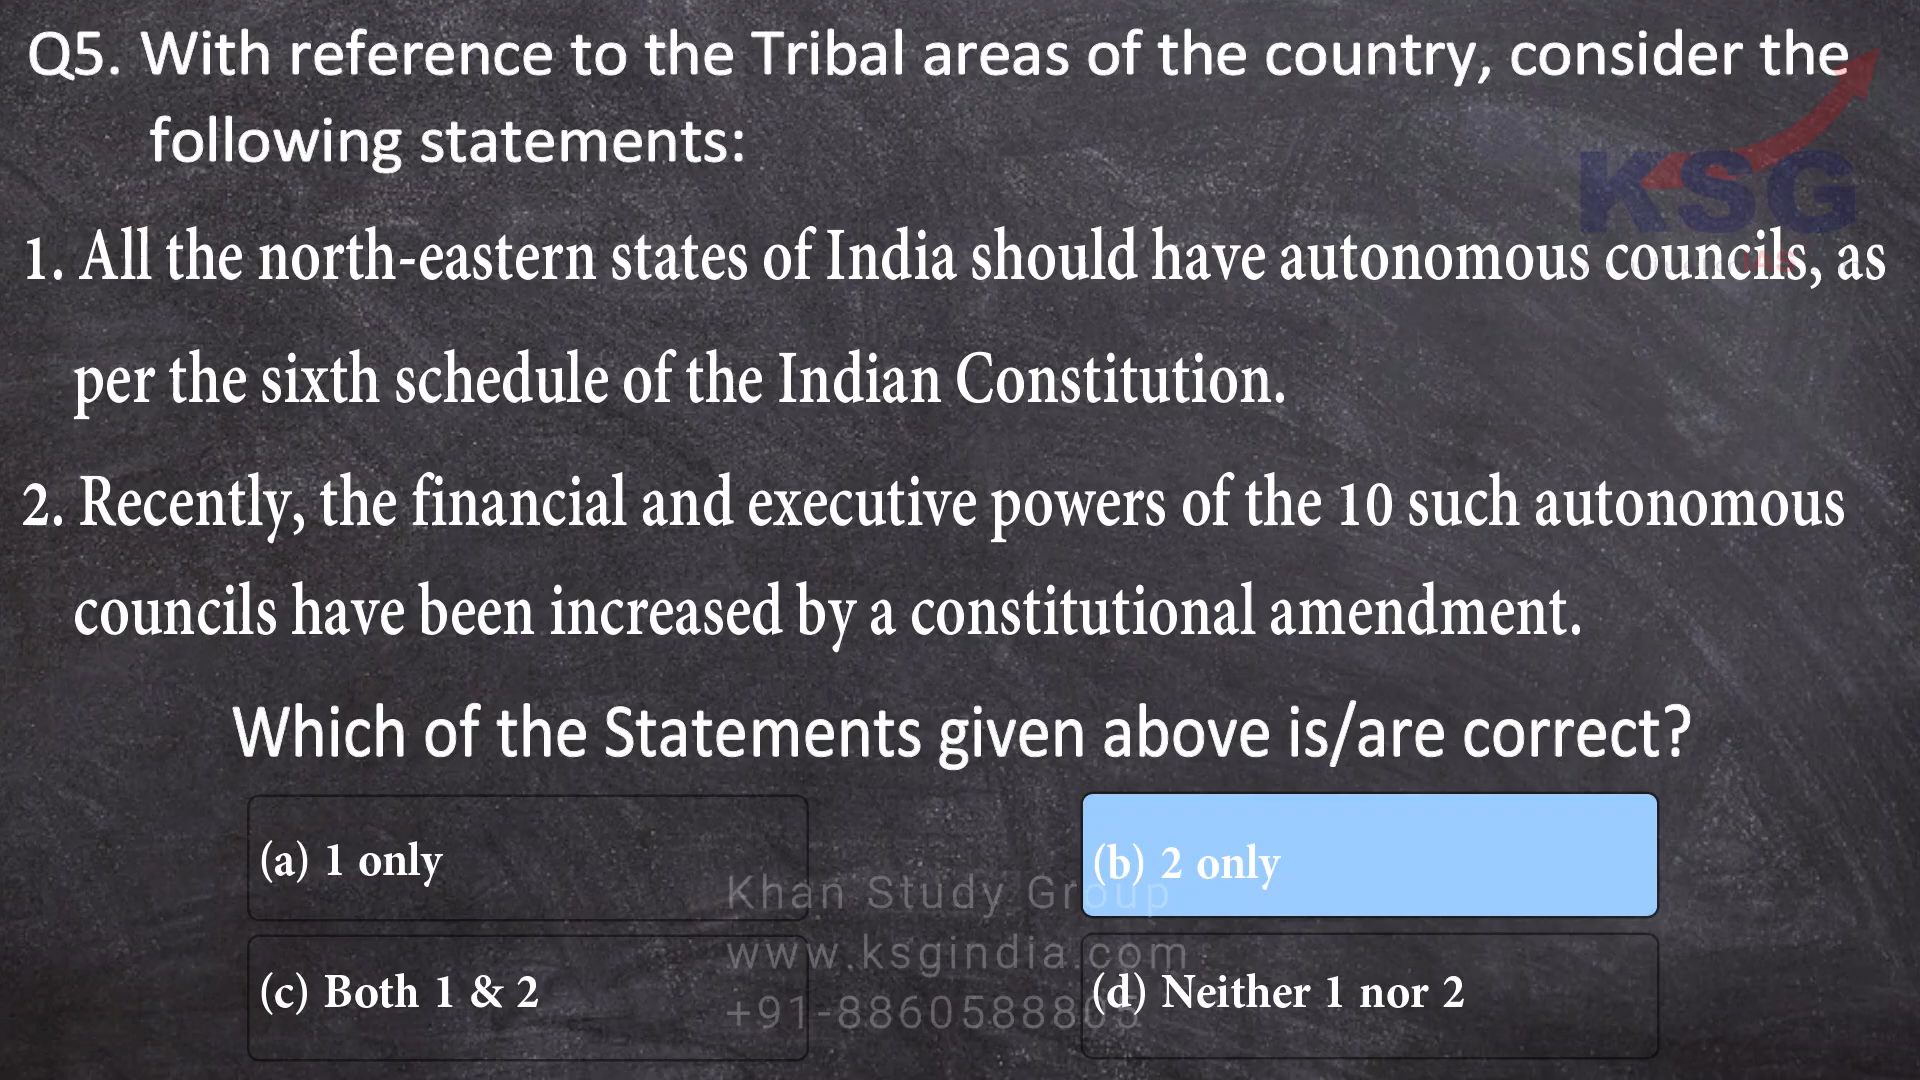 Q5. With reference to the Tribal areas of the country, consider the
following statements:
KSG
IAS
1. All the north-eastern states of India should have autonomous councils, as
per the sixth schedule of the Indian Constitution.
2. Recently, the financial and executive powers of the 10 such autonomous
councils have been increased by a constitutional amendment.
Which of the Statements given above is/are correct?
(a) 1 only
(b) 2 only
Khan Study Group
www.ksgindia.com
(c) Both 1 & 2
(d) Neither 1 nor 2